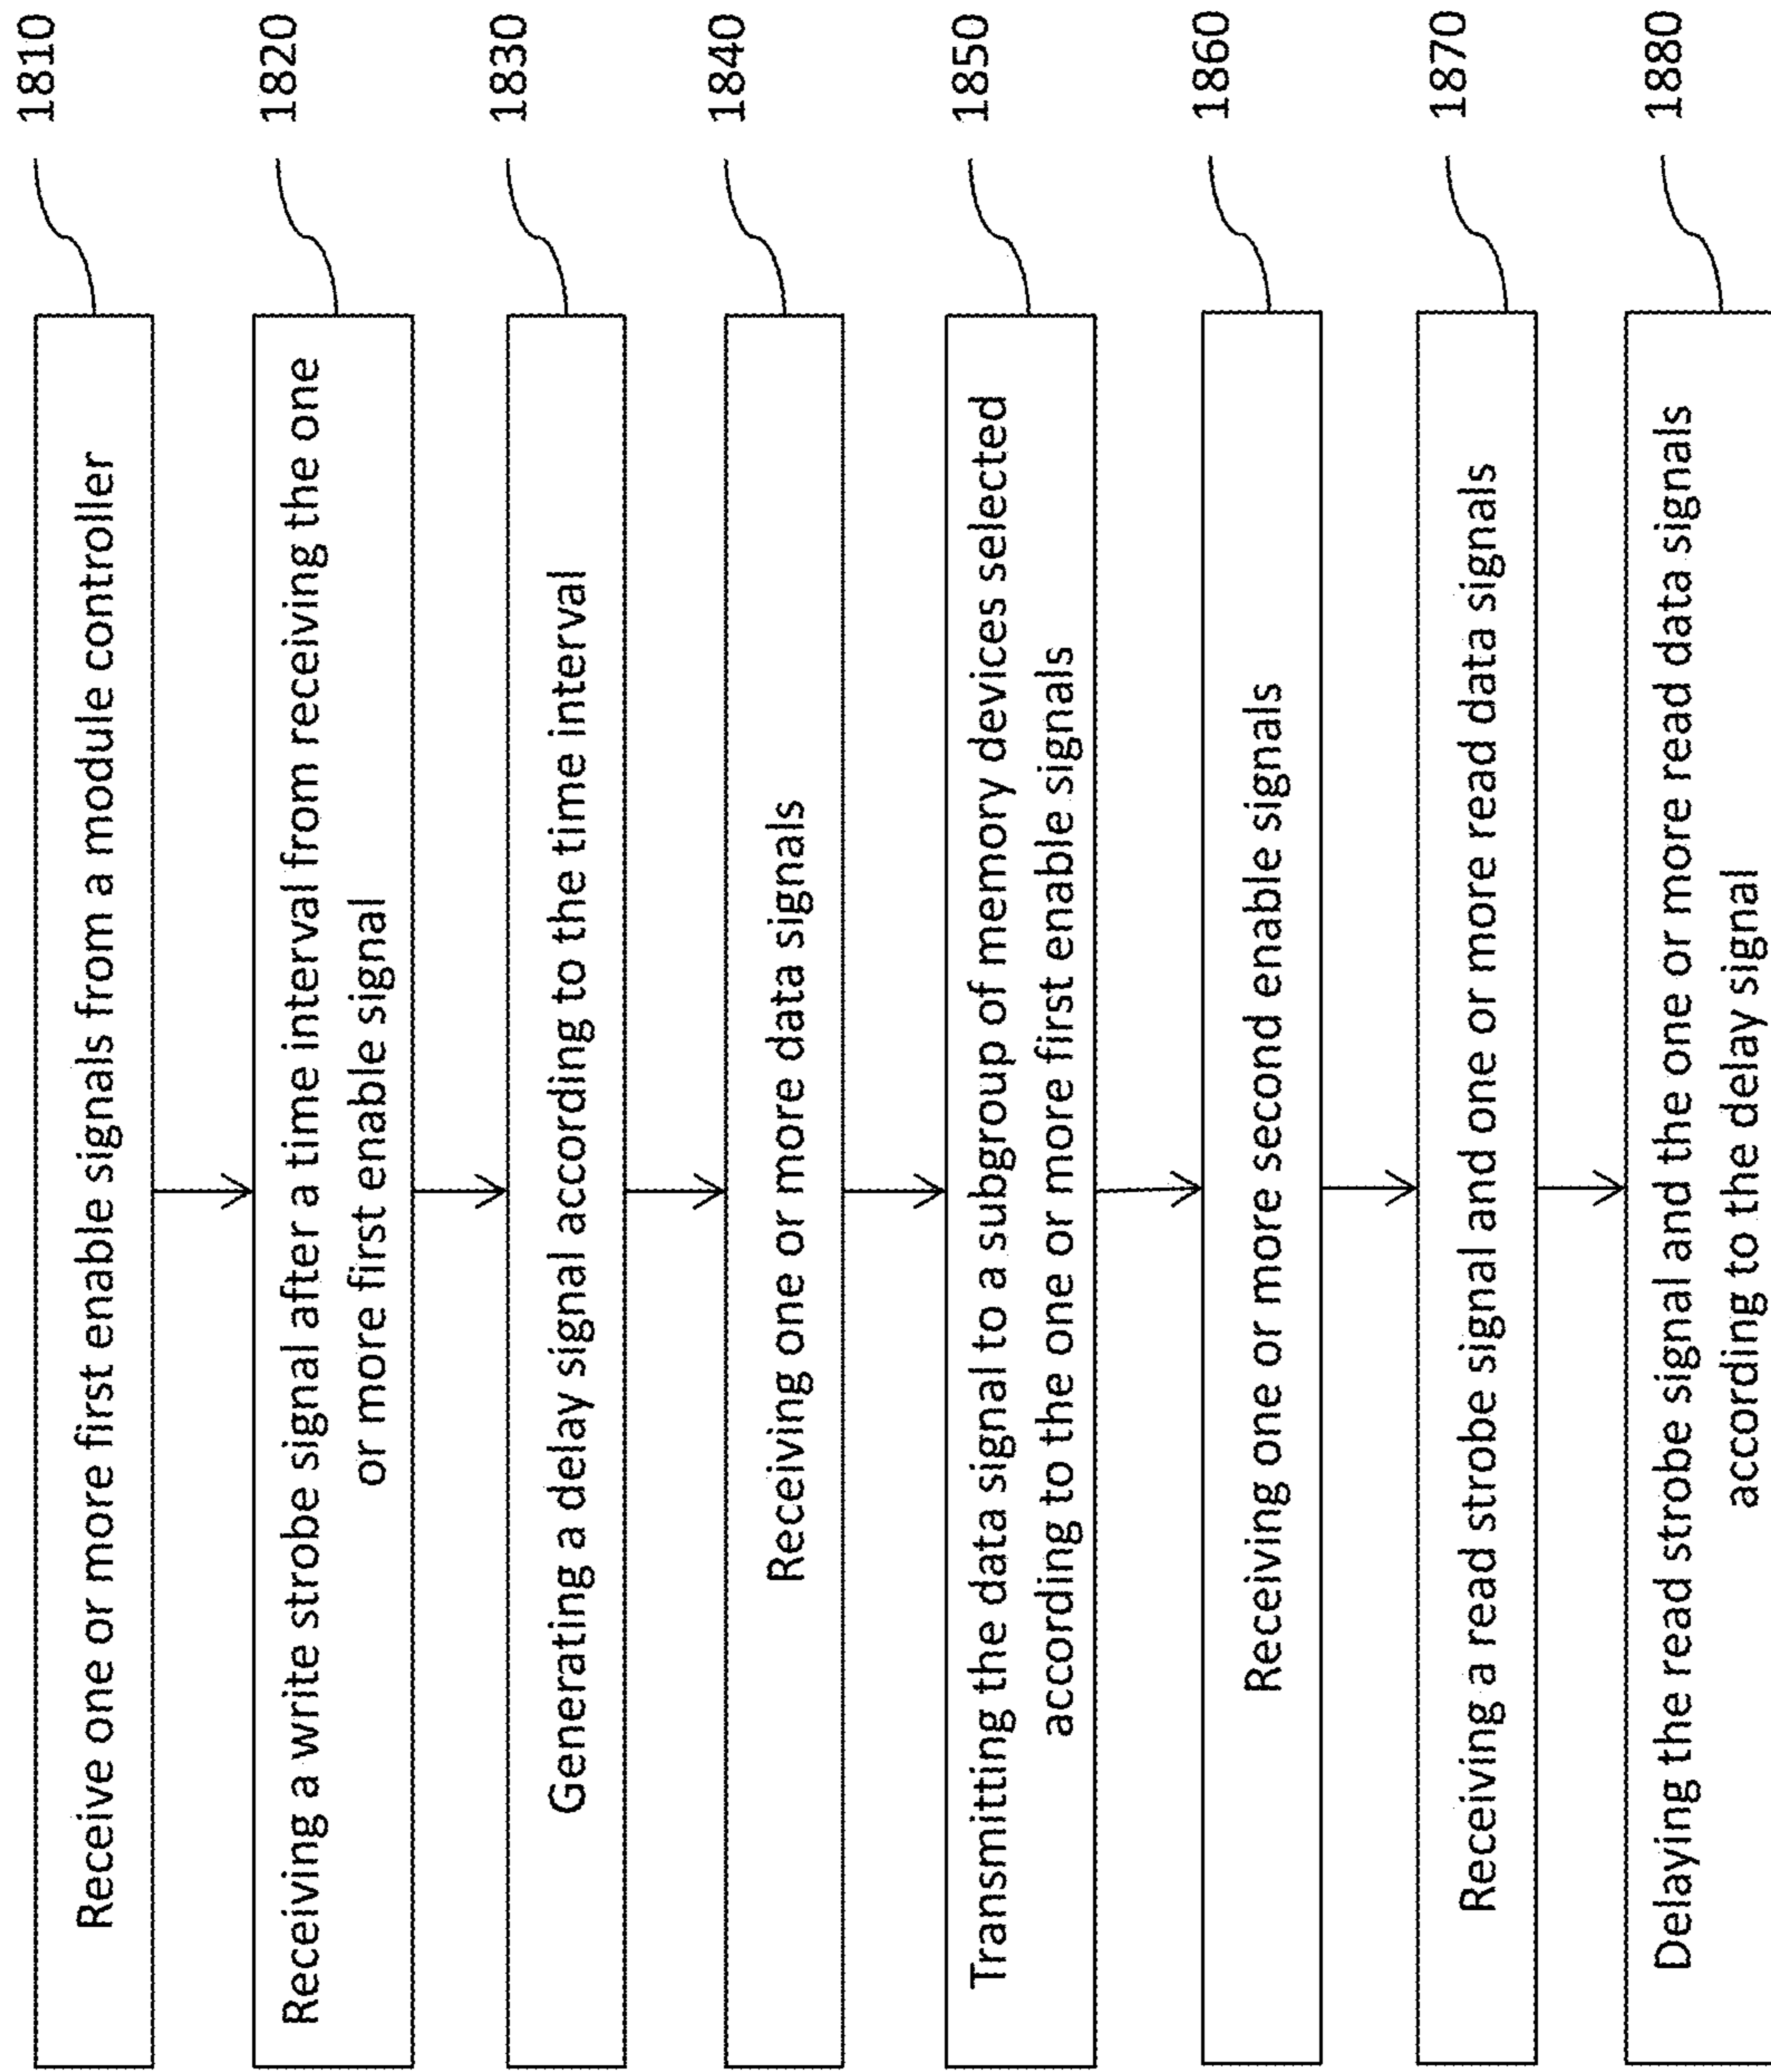 Receive one or more first enable signals from a module controller
1810
Receiving a write strobe signal after a time interval from receiving the one
or more first enable signal
1820
Generating a delay signal according to the time interval
1830
Receiving one or more data signals
1840
Transmitting the data signal to a subgroup of memory devices selected
according to the one or more first enable signals
1850
Receiving one or more second enable signals
1860
Receiving a read strobe signal and one or more read data signals
1870
Delaying the read strobe signal and the one or more read data signals
according to the delay signal
1880